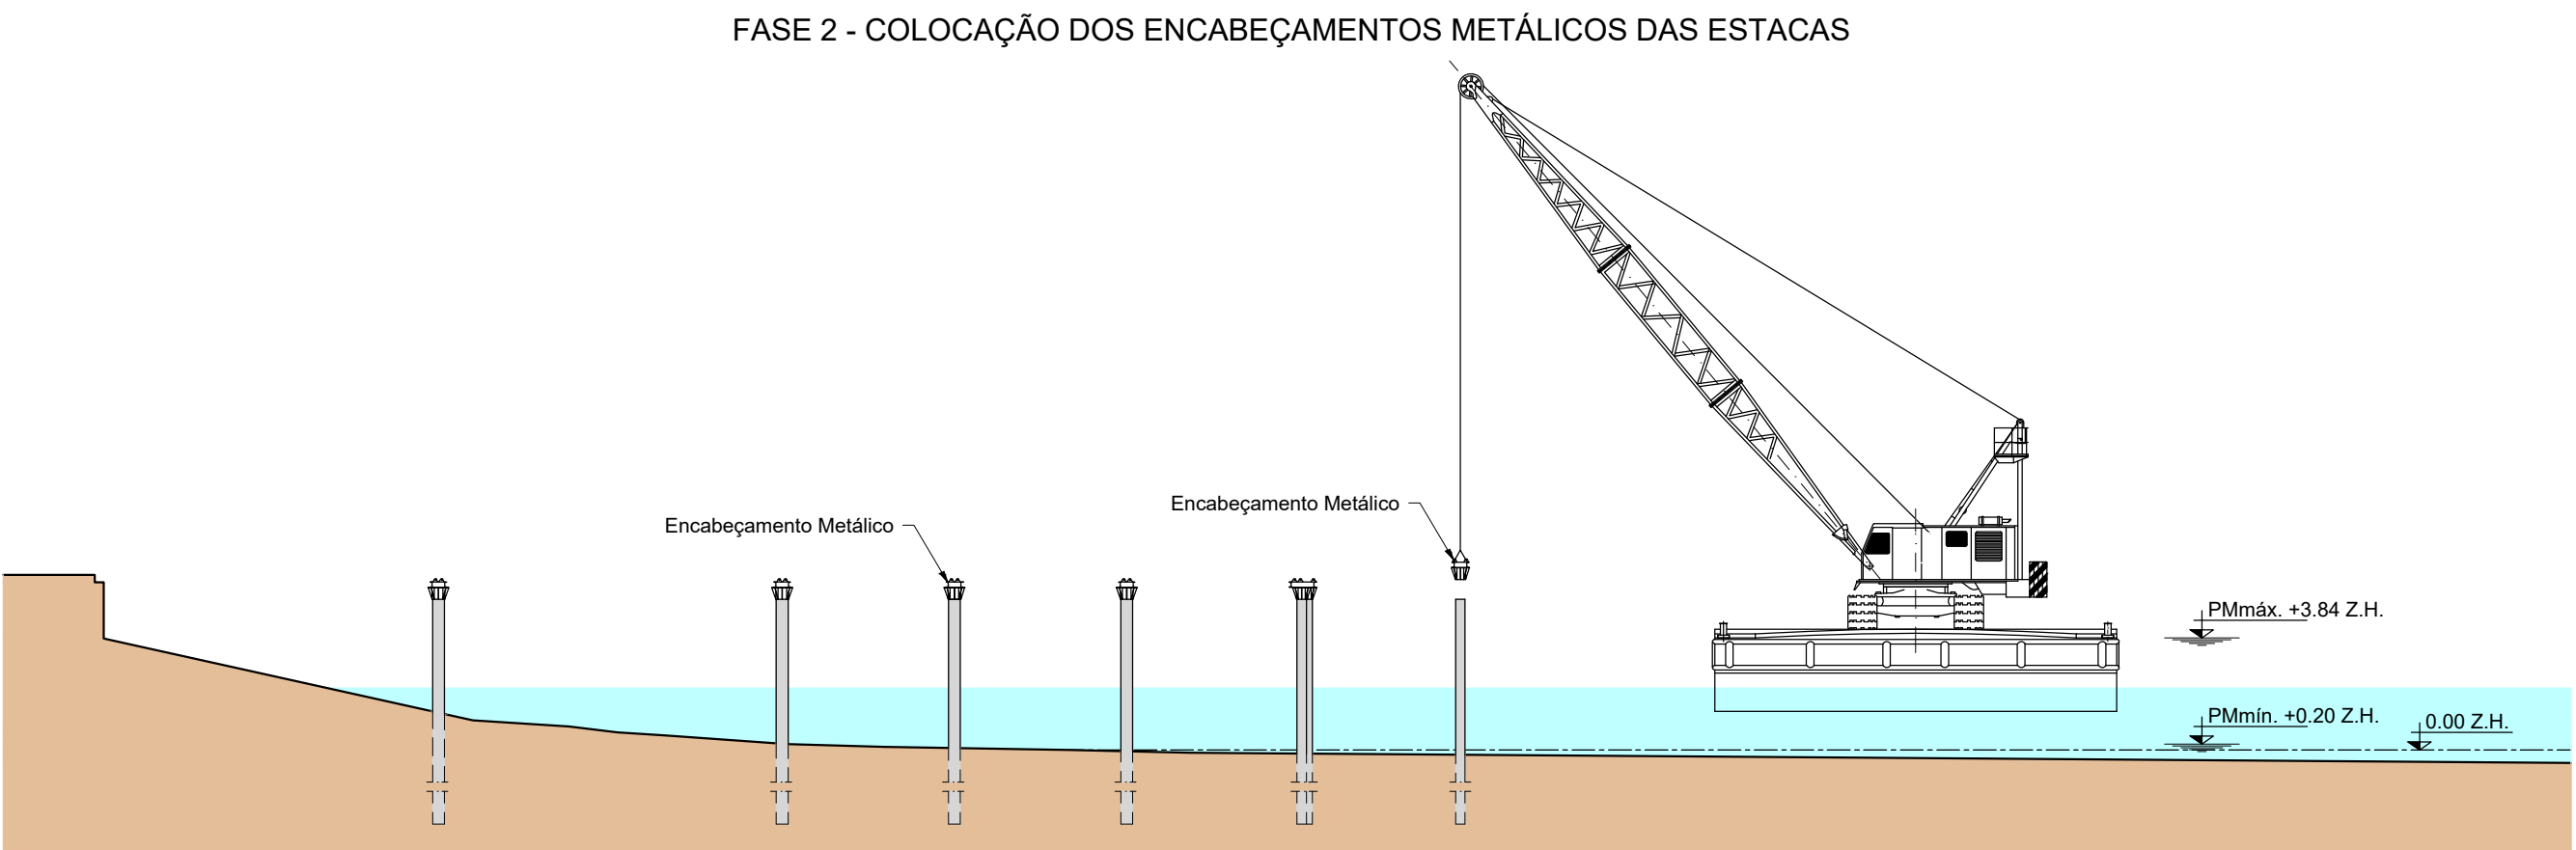 FASE 2 - COLOCAÇÃO DOS ENCABEÇAMENTOS METÁLICOS DAS ESTACAS
Encabeçamento Metálico
Encabeçamento Metálico
PMmáx. +3.84 Z.H.
PMmín. +0.20 Z.H.
0.00 Z.H.